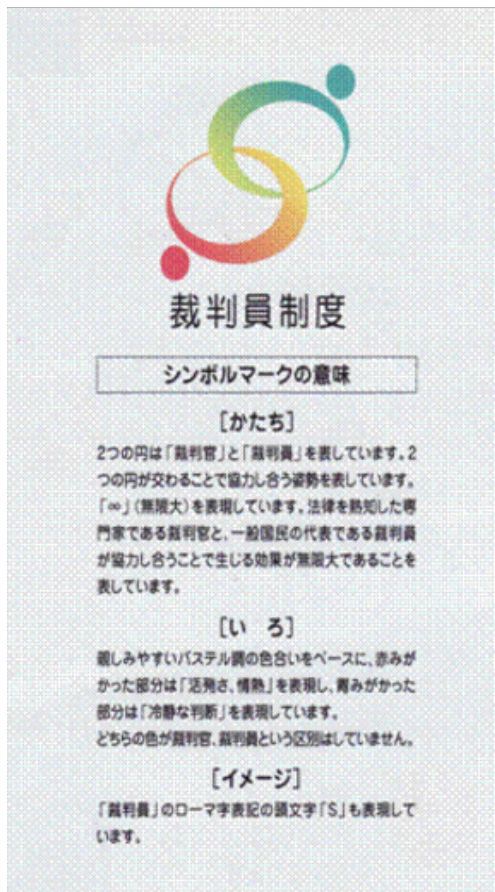 裁判員制度
シンボルマークの意味
［かたち］
2つの円は「裁判官」と「裁判員」を表しています。2
つの円が交わることで協力し合う姿勢を表しています。
「∞」（無限大）を表現しています。法律を熟知した専
門家である裁判官と、一般国民の代表である裁判員
が協力し合うことで生じる効果が無限大であることを
表しています。
［い　ろ］
親しみやすいパステル調の色合いをベースに、赤みが
かった部分は「活発さ、情熱」を表現し、青みがかった
部分は「冷静な判断」を表現しています。
どちらの色が裁判官、裁判員という区別はしていません。
［イメージ］
「裁判員」のローマ字表記の頭文字「S」も表現して
います。